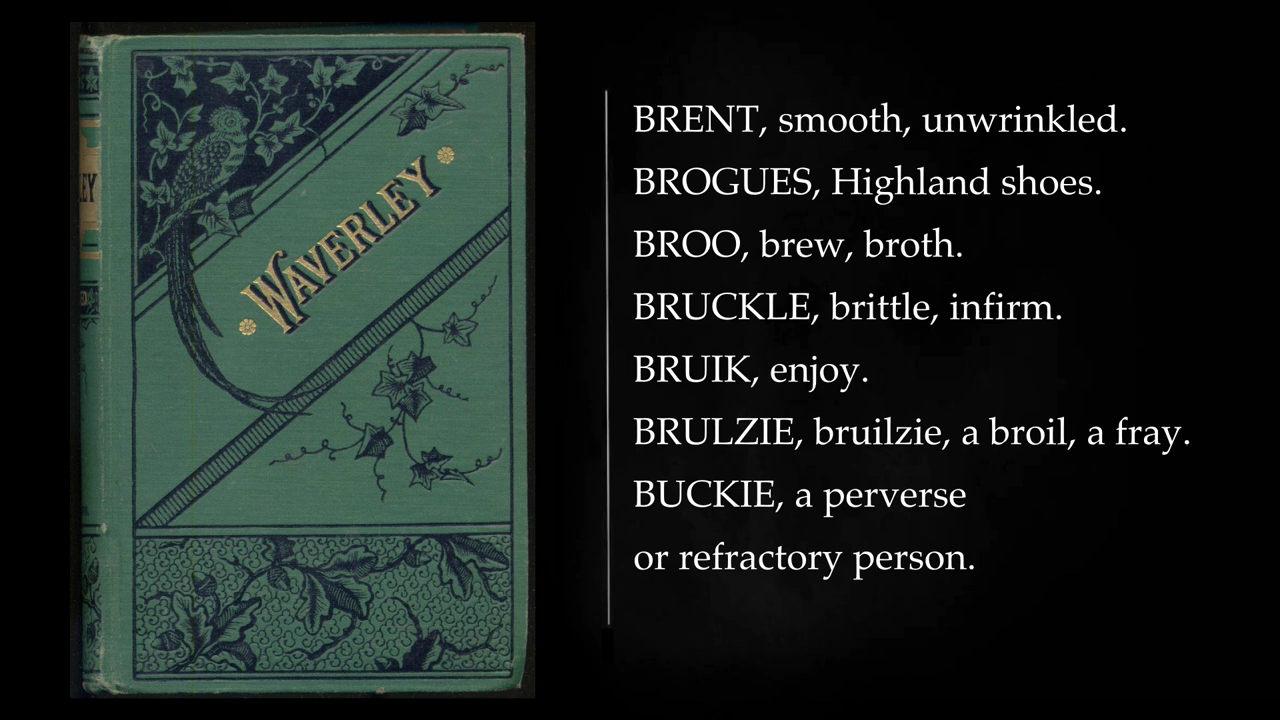 WAVERLEY
BRENT, smooth, unwrinkled.
BROGUES, Highland shoes.
BROO, brew, broth.
BRUCKLE, brittle, infirm.
BRUIK, enjoy.
BRULZIE, bruilzie, a broil, a fray.
BUCKIE, a perverse
or refractory person.